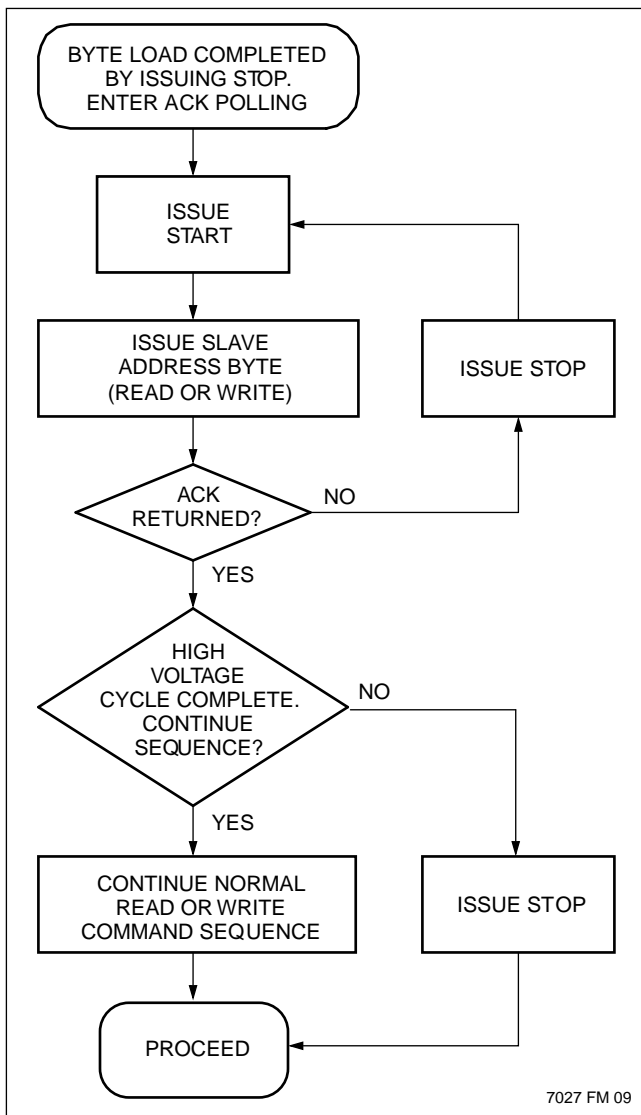 BYTE LOAD COMPLETED
BY ISSUING STOP.
ENTER ACK POLLING
ISSUE
START
ISSUE SLAVE
ADDRESS BYTE
(READ OR WRITE)
ISSUE STOP
ACK
RETURNED?
NO
YES
HIGH
VOLTAGE
CYCLE COMPLETE.
CONTINUE
SEQUENCE?
NO
YES
CONTINUE NORMAL
READ OR WRITE
COMMAND SEQUENCE
ISSUE STOP
PROCEED
7027 FM 09